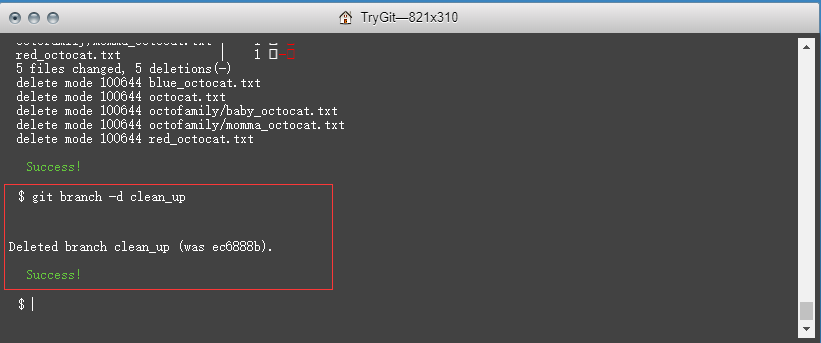 TryGit—821x310
red_octocat.txt | 1 -
5 files changed, 5 deletions(-)
delete mode 100644 blue_octocat.txt
delete mode 100644 octocat.txt
delete mode 100644 octofamily/baby_octocat.txt
delete mode 100644 octofamily/momma_octocat.txt
delete mode 100644 red_octocat.txt
Success!
$ git branch -d clean_up
Deleted branch clean_up (was ec6888b).
Success!
$